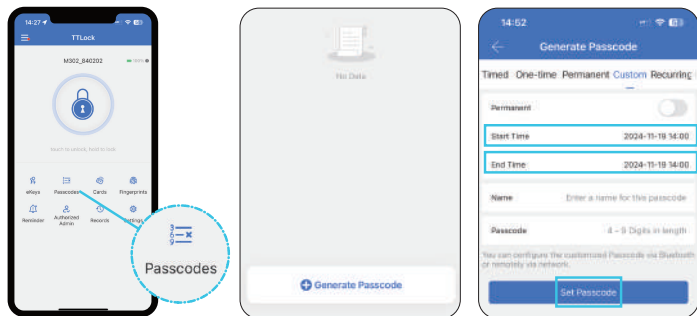 14:27
TTLock
M302_840202
100%
touch to unlock, hold to lock
eKeys Passcodes Cards Fingerprints
Reminder Authorized Admin Records Settings
Passcodes
No Data
Generate Passcode
14:52
Generate Passcode
Timed One-time Permanent Custom Recurring
Permanent
Start Time 2024-11-19 14:00
End Time 2024-11-19 14:00
Name Enter a name for this passcode
Passcode 4 - 9 Digits in length
You can configure the customized Passcode via Bluetooth
or remotely via network.
Set Passcode